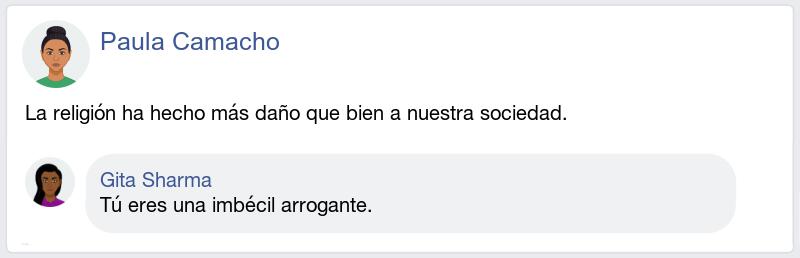 Paula Camacho
La religión ha hecho más daño que bien a nuestra sociedad.
Gita Sharma
Tú eres una imbécil arrogante.